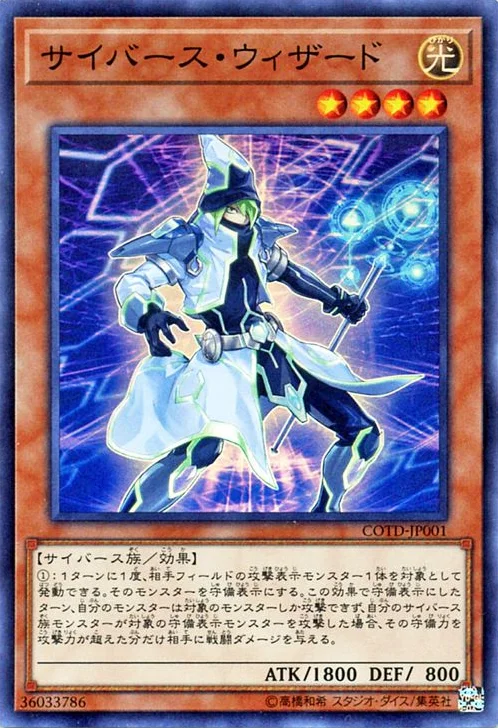 サイバース・ウィザード
光
COTD-JP001
【サイバース族／効果】
①：1ターンに1度、相手フィールドの攻撃表示モンスター1体を対象として
発動できる。そのモンスターを守備表示にする。この効果で守備表示にした
ターン、自分のモンスターは対象のモンスターしか攻撃できず、自分のサイバース
族モンスターが対象の守備表示モンスターを攻撃した場合、その守備力を
攻撃力が超えた分だけ相手に戦闘ダメージを与える。
ATK/1800 DEF/ 800
36033786
©高橋和希 スタジオ・ダイス/集英社